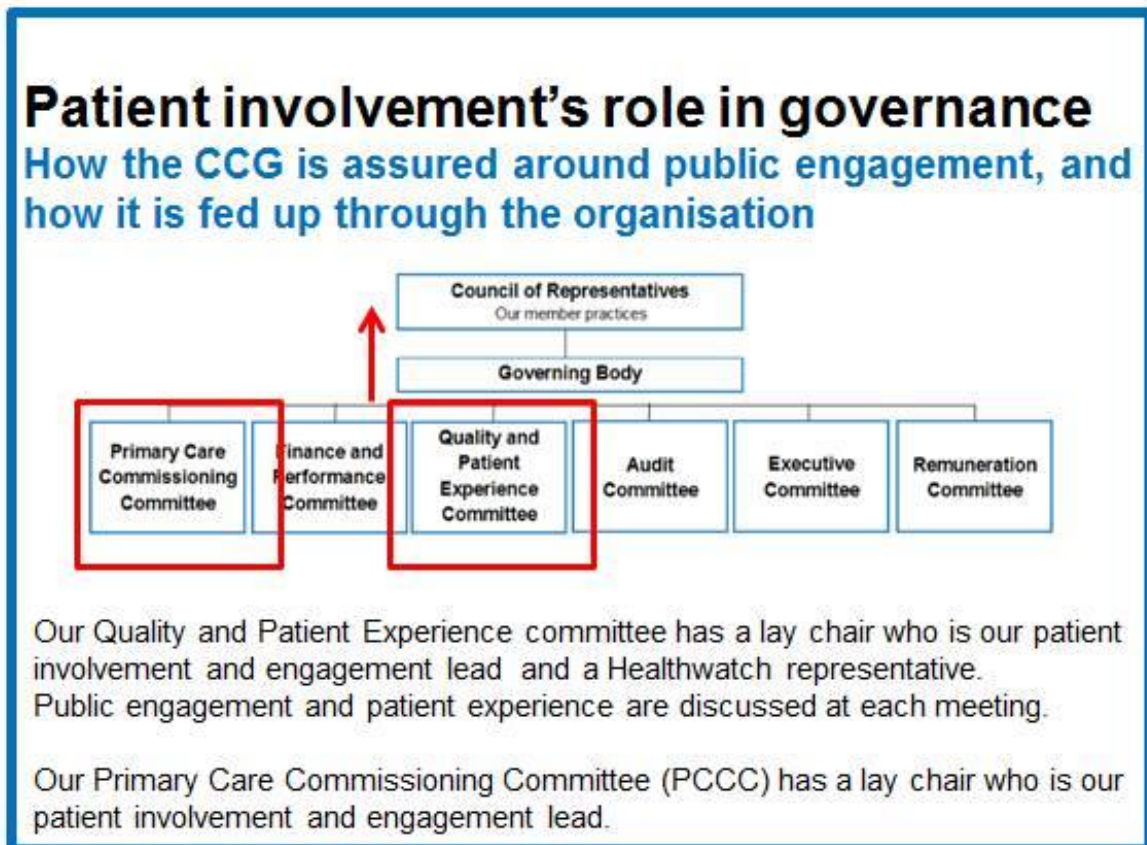 Patient involvement's role in governance
How the CCG is assured around public engagement, and
how it is fed up through the organisation
Council of Representatives
Our member practices
Governing Body
Primary Care
Commissioning
Committee
Finance and
Performance
Committee
Quality and
Patient
Experience
Committee
Audit
Committee
Executive
Committee
Remuneration
Committee
Our Quality and Patient Experience committee has a lay chair who is our patient
involvement and engagement lead and a Healthwatch representative.
Public engagement and patient experience are discussed at each meeting.
Our Primary Care Commissioning Committee (PCCC) has a lay chair who is our
patient involvement and engagement lead.